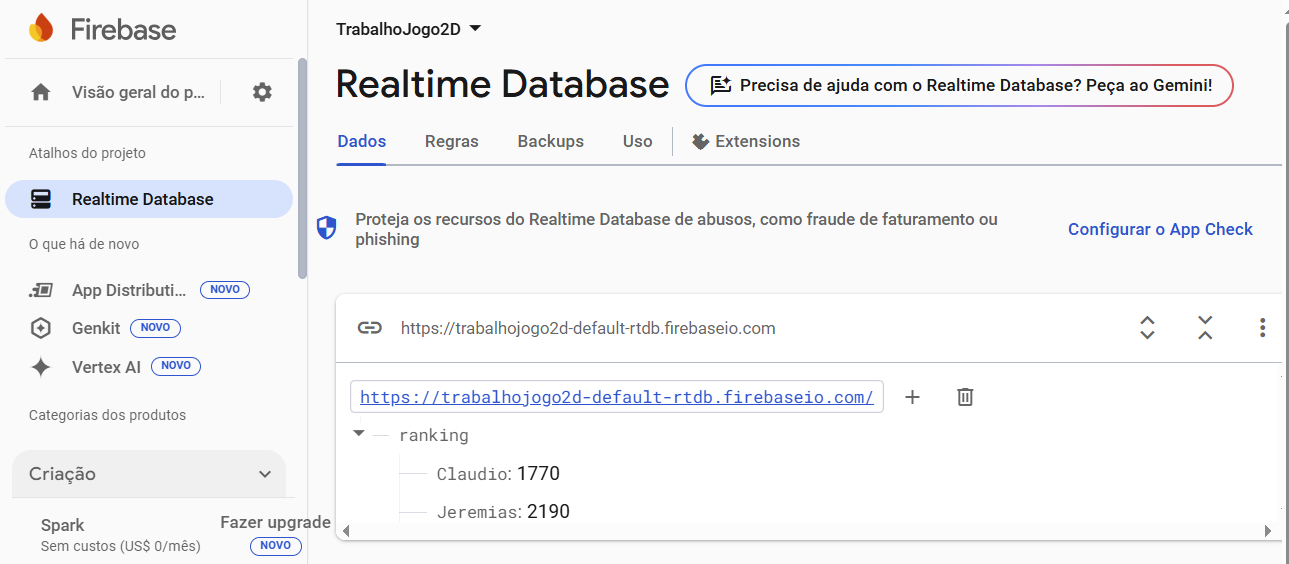 Firebase
Visão geral do p...
Atalhos do projeto
Realtime Database
O que há de novo
App Distributi... NOVO
Genkit NOVO
Vertex AI NOVO
Categorias dos produtos
Criação
Spark
Sem custos (US$ 0/mês)
Fazer upgrade
NOVO
TrabalhoJogo2D
Realtime Database
Precisa de ajuda com o Realtime Database? Peça ao Gemini!
Dados Regras Backups Uso Extensions
Proteja os recursos do Realtime Database de abusos, como fraude de faturamento ou
phishing
Configurar o App Check
https://trabalhojogo2d-default-rtdb.firebaseio.com
https://trabalhojogo2d-default-rtdb.firebaseio.com/
ranking
Claudio: 1770
Jeremias: 2190